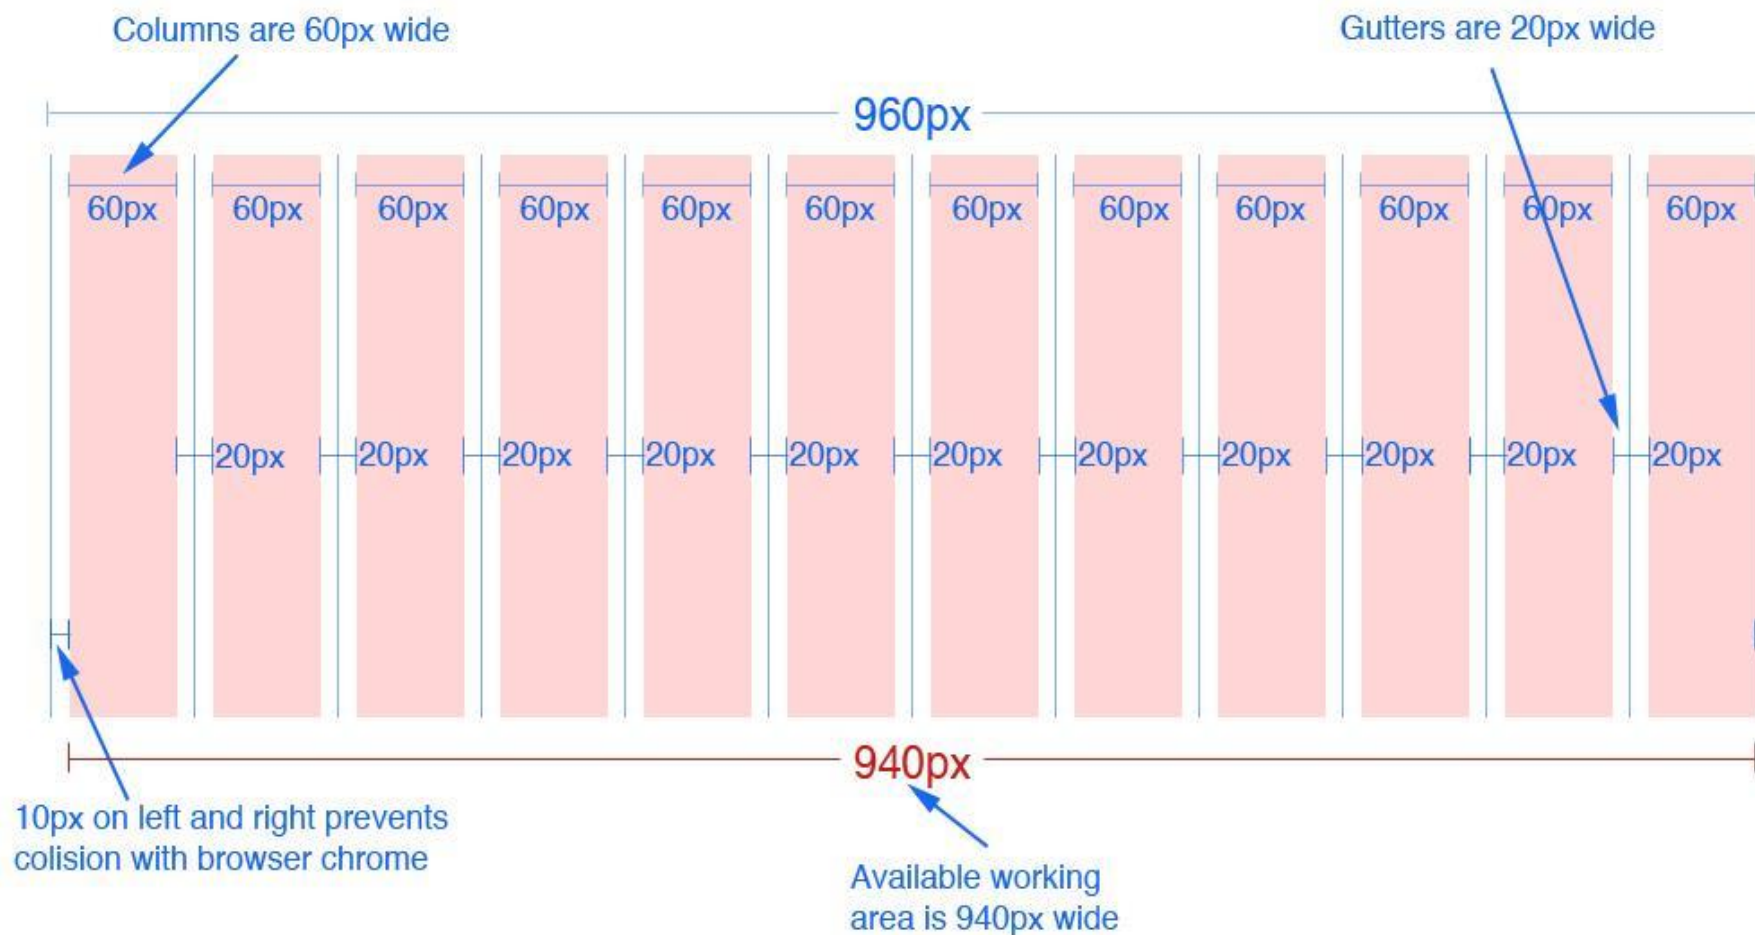 Columns are 60px wide
Gutters are 20px wide
960px
60px 60px 60px 60px 60px 60px 60px 60px 60px 60px 60px 60px
20px 20px 20px 20px 20px 20px 20px 20px 20px 20px 20px
940px
10px on left and right prevents
colision with browser chrome
Available working
area is 940px wide